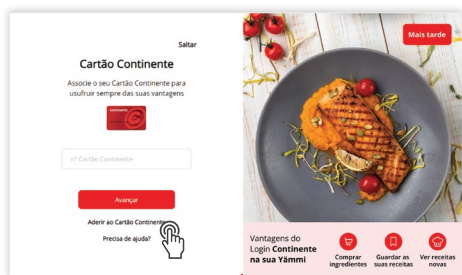 Saltar
Cartão Continente
Associe o seu Cartão Continente para
usufruir sempre das suas vantagens
nº Cartão Continente
Avançar
Aderir ao Cartão Continente
Precisa de ajuda?
Mais tarde
Vantagens do
Login Continente
na sua Yämmi
Comprar
ingredientes
Guardar as
suas receitas
Ver receitas
novas